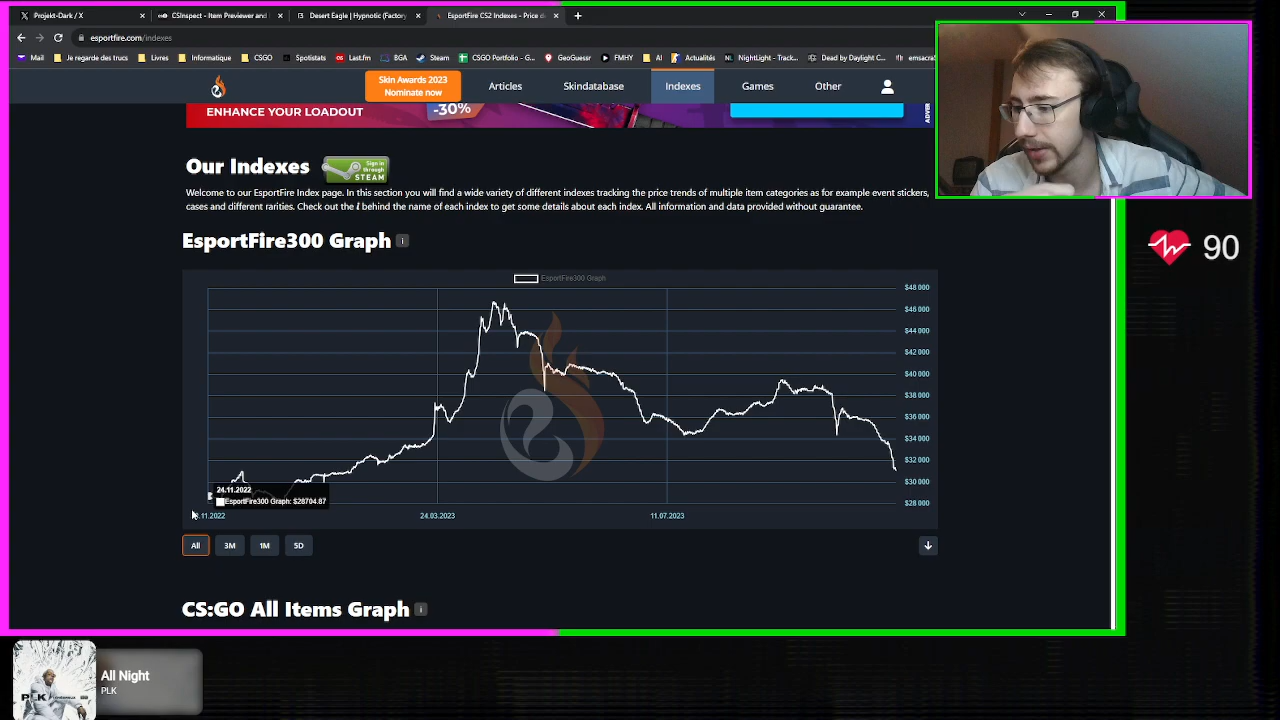 Projekt-Dark / X
CSInspect - Item Previewer and
Desert Eagle | Hypnotic (Factory
EsportFire CS2 Indexes - Price d
esportfire.com/indexes
Mail
Je regarde des trucs
Livres
Informatique
CSGO
Spotistats
Last.fm
BGA
Steam
CSGO Portfolio - G...
GeoGuessr
FMHY
AI
Actualités
NightLight - Track...
Dead by Daylight C...
emsacra5
Skin Awards 2023
Nominate now
Articles
Skindatabase
Indexes
Games
Other
ENHANCE YOUR LOADOUT
-30%
Our Indexes
Sign in through STEAM
Welcome to our EsportFire Index page. In this section you will find a wide variety of different indexes tracking the price trends of multiple item categories as for example event stickers,
cases and different rarities. Check out the i behind the name of each index to get some details about each index. All information and data provided without guarantee.
EsportFire300 Graph i
EsportFire300 Graph
$48 000
$46 000
$44 000
$42 000
$40 000
$38 000
$36 000
$34 000
$32 000
$30 000
$28 000
24.11.2022
EsportFire300 Graph: $28704.87
.11.2022
24.03.2023
11.07.2023
All
3M
1M
5D
CS:GO All Items Graph i
90
All Night
PLK
PLK